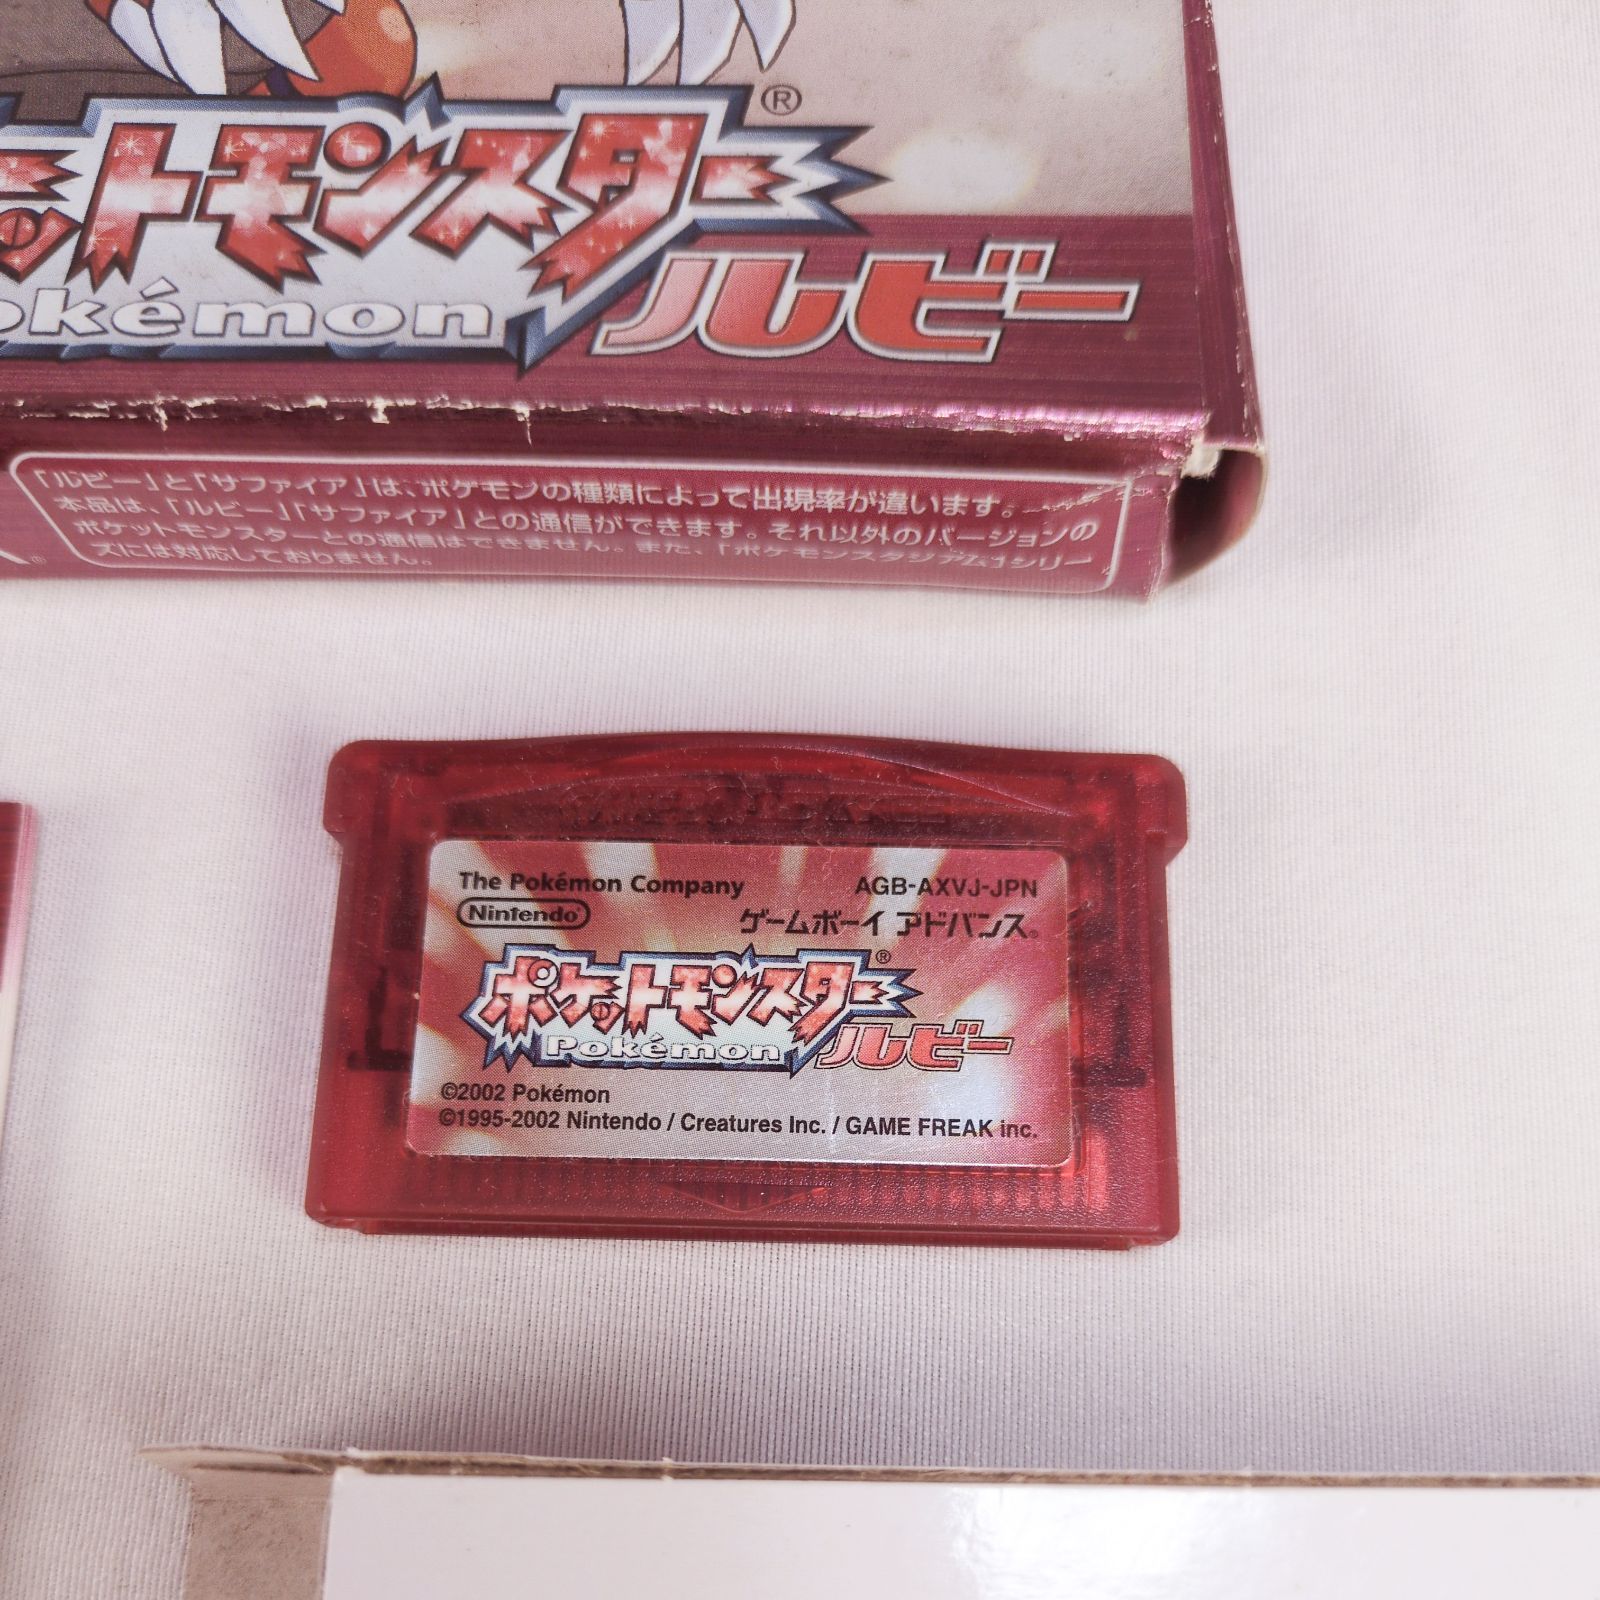 ットモンスター®
Pokémon
ルビー
「ルビー」と「サファイア」は、ポケモンの種類によって出現率が違います。
本品は、「ルビー」「サファイア」との通信ができます。それ以外のバージョンの
ポケットモンスターとの通信はできません。また、「ポケモンスタジアム」シリー
ズには対応しておりません。
The Pokémon Company
AGB-AXVJ-JPN
Nintendo®
ゲームボーイ アドバンス®
ポケットモンスター®
Pokémon
ルビー
©2002 Pokémon
©1995-2002 Nintendo / Creatures Inc. / GAME FREAK inc.